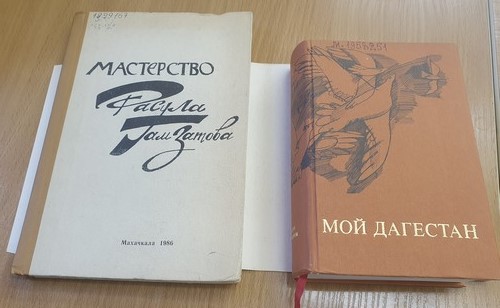 МАСТЕРСТВО
Расула
Гамзатова
Махачкала 1986
МОЙ ДАГЕСТАН